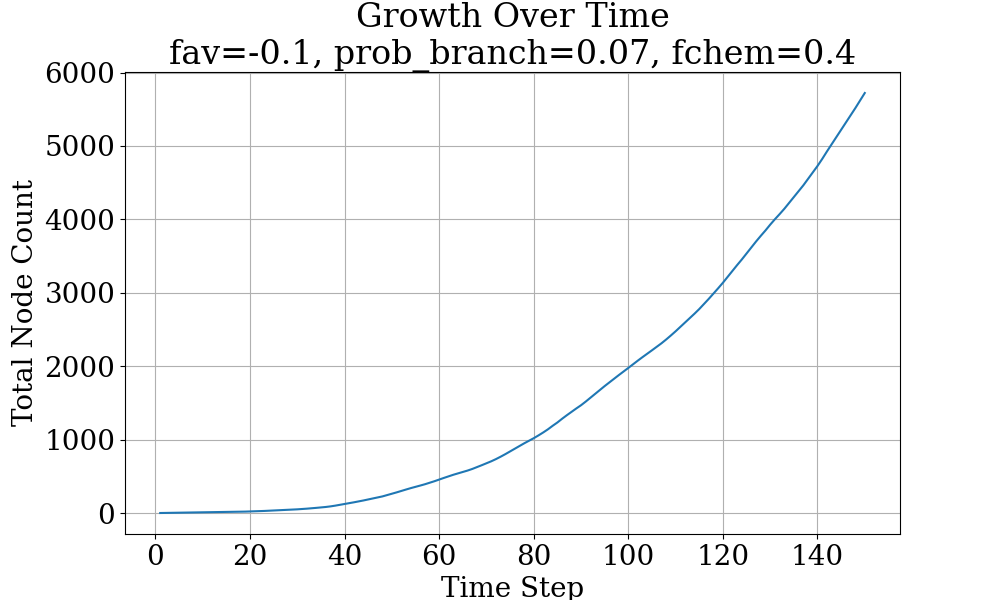 Growth Over Time
fav=-0.1, prob_branch=0.07, fchem=0.4
Total Node Count
6000
5000
4000
3000
2000
1000
0
0 20 40 60 80 100 120 140
Time Step